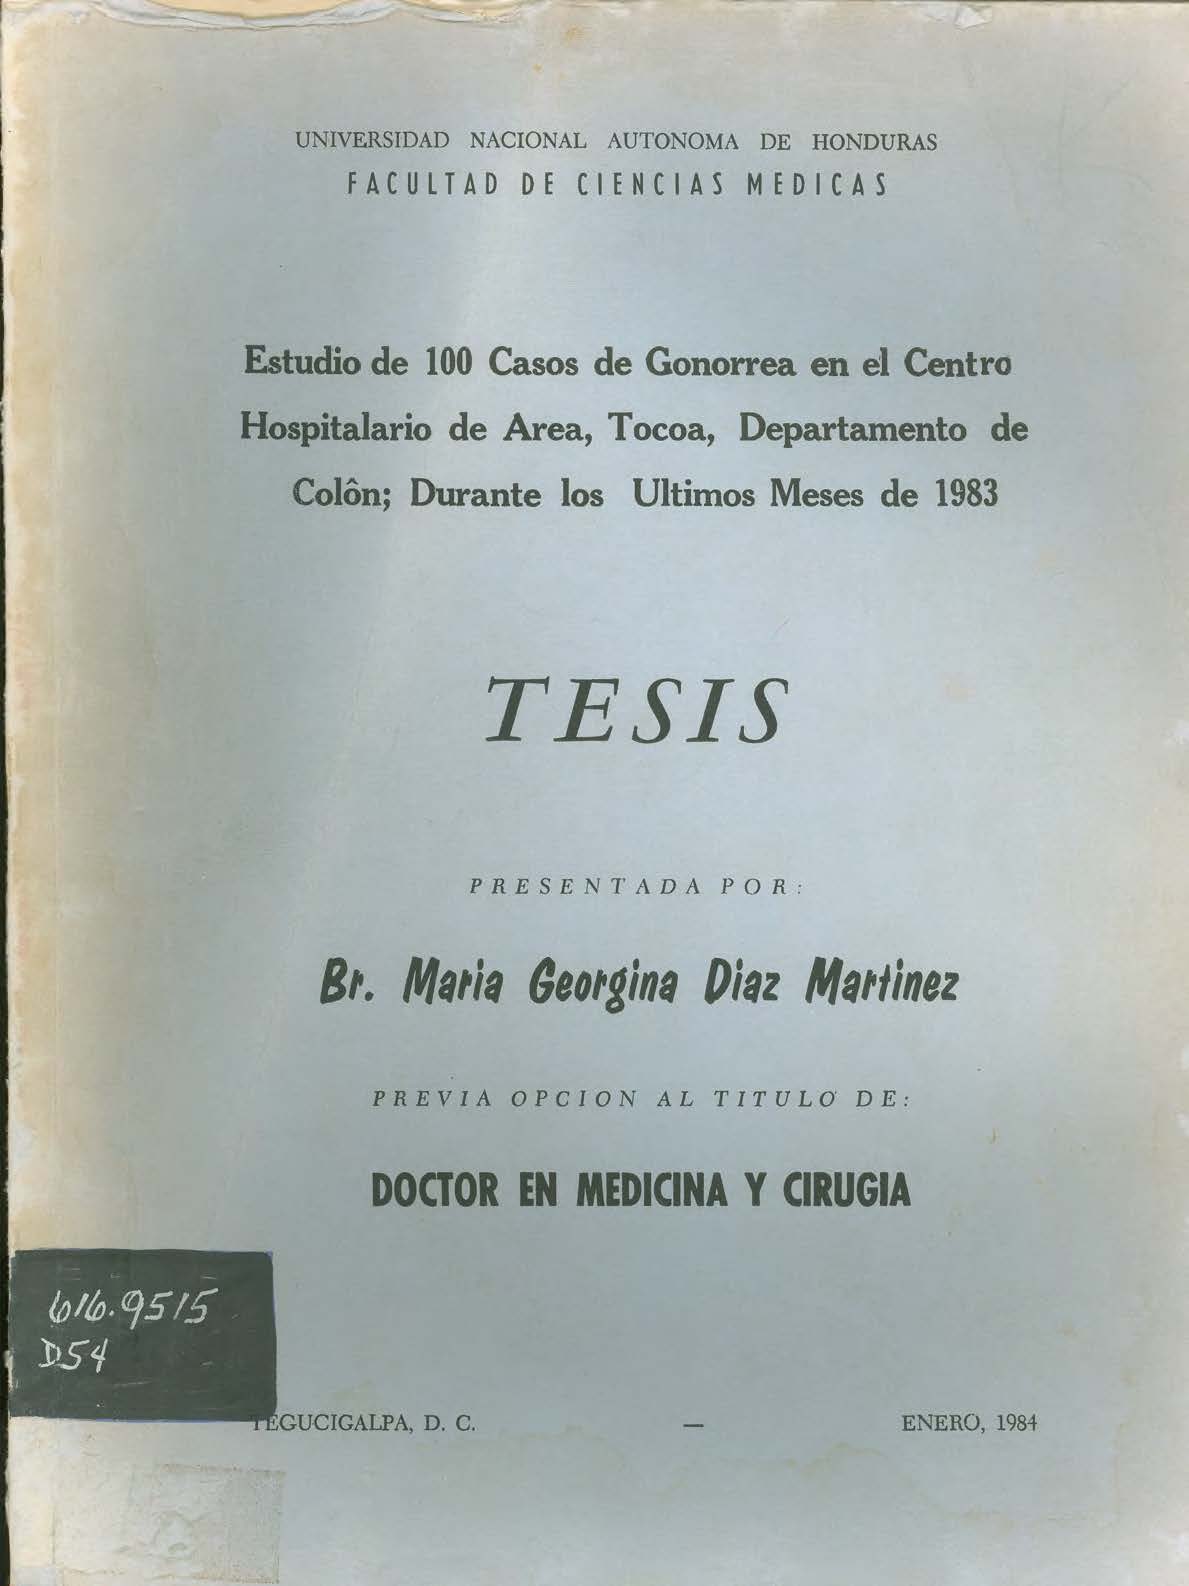 UNIVERSIDAD NACIONAL AUTONOMA DE HONDURAS
FACULTAD DE CIENCIAS MEDICAS
Estudio de 100 Casos de Gonorrea en el Centro
Hospitalario de Area, Tocoa, Departamento de
Colôn; Durante los Ultimos Meses de 1983
TESIS
PRESENTADA POR:
Br. Maria Georgina Diaz Martinez
PREVIA OPCION AL TITULO DE:
DOCTOR EN MEDICINA Y CIRUGIA
616.9515
D54
TEGUCIGALPA, D. C. — ENERO, 1984